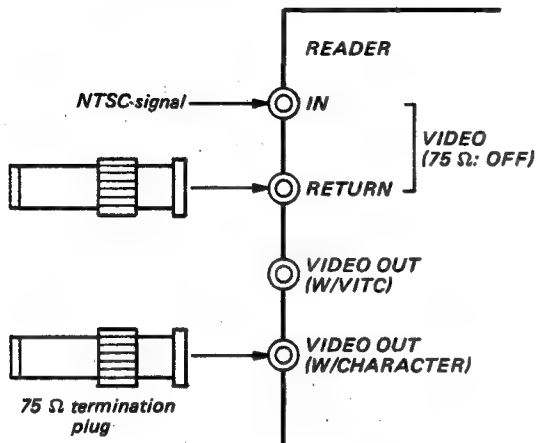 READER
NTSC-signal
IN
VIDEO
(75 Ω: OFF)
RETURN
VIDEO OUT
(W/VITC)
VIDEO OUT
(W/CHARACTER)
75 Ω termination
plug